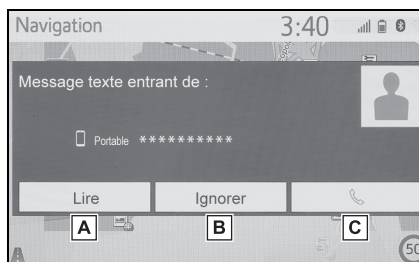 Navigation 3:40
Message texte entrant de :
Portable **********
Lire Ignorer
A B C
50